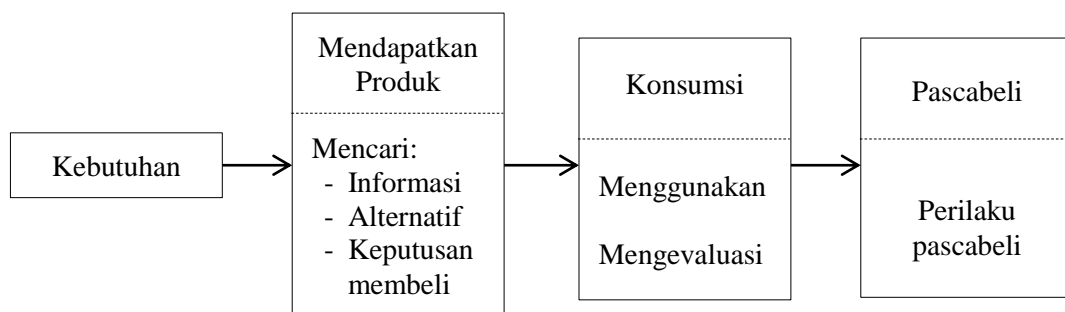 Kebutuhan
Mendapatkan
Produk
Mencari:
- Informasi
- Alternatif
- Keputusan
membeli
Konsumsi
Menggunakan
Mengevaluasi
Pascabeli
Perilaku
pascabeli